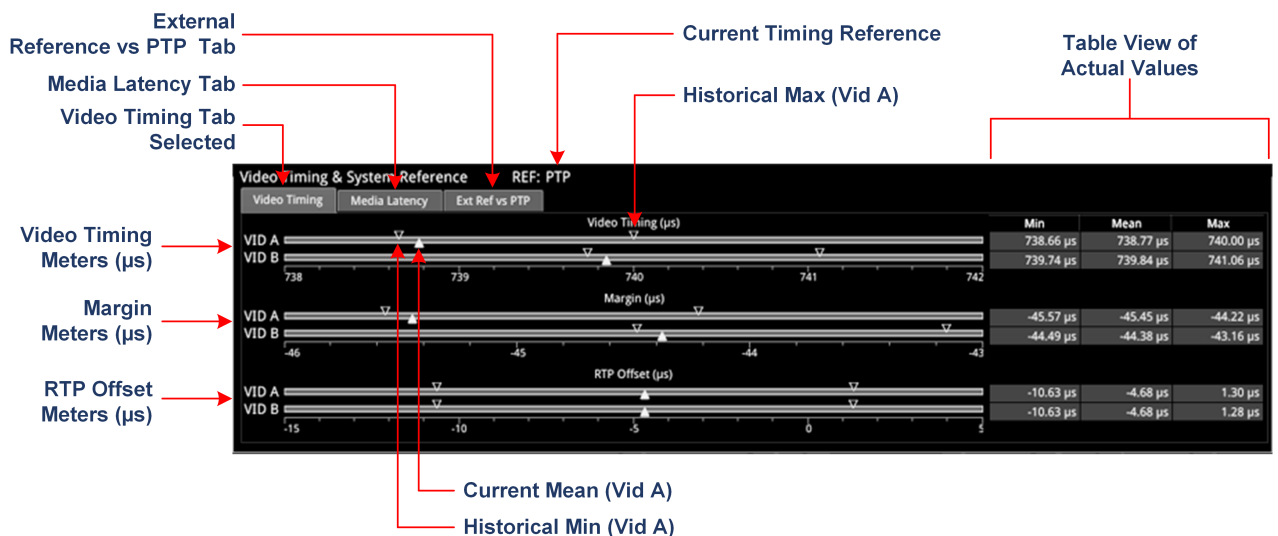 External
Reference vs PTP Tab
Media Latency Tab
Video Timing Tab
Selected
Current Timing Reference
Historical Max (Vid A)
Table View of
Actual Values
Video Timing & System Reference REF: PTP
Video Timing Media Latency Ext Ref vs PTP
Video Timing
Meters (µs)
Video Timing (µs)
Min Mean Max
VID A 738.66 µs 738.77 µs 740.00 µs
VID B 739.74 µs 739.84 µs 741.06 µs
738 739 740 741 742
Margin
Meters (µs)
Margin (µs)
VID A -45.57 µs -45.45 µs -44.22 µs
VID B -44.49 µs -44.38 µs -43.16 µs
-46 -45 -44 -43
RTP Offset
Meters (µs)
RTP Offset (µs)
VID A -10.63 µs -4.68 µs 1.30 µs
VID B -10.63 µs -4.68 µs 1.28 µs
-15 -10 -5 0 5
Current Mean (Vid A)
Historical Min (Vid A)